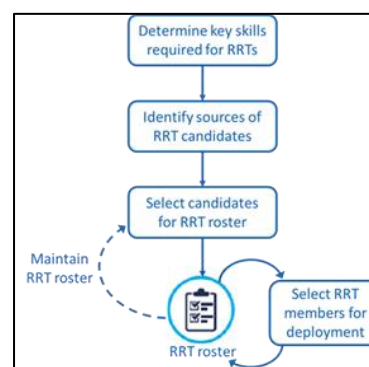 Determine key skills
required for RRTs
Identify sources of
RRT candidates
Select candidates
for RRT roster
Maintain
RRT roster
Select RRT
members for
deployment
RRT roster